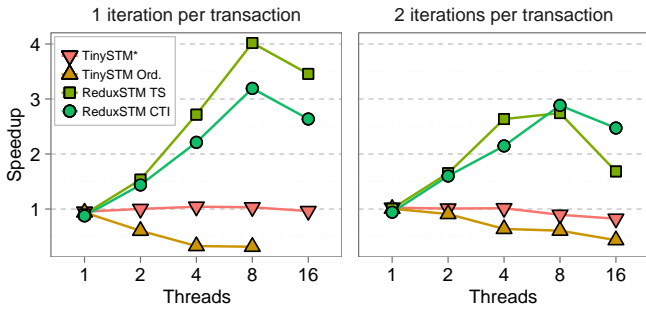 1 iteration per transaction
2 iterations per transaction
Speedup
4
3
2
1
TinySTM*
TinySTM Ord.
ReduxSTM TS
ReduxSTM CTI
1 2 4 8 16
1 2 4 8 16
Threads
Threads